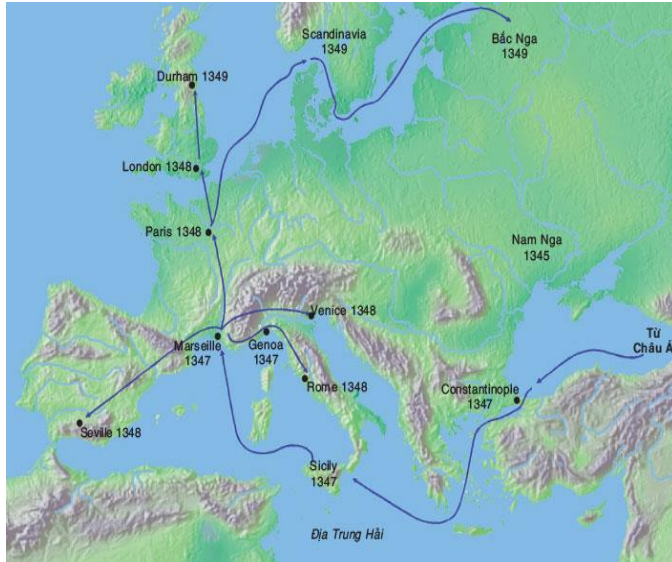 Scandinavia
1349
Bắc Nga
1349
Durham 1349
London 1348
Paris 1348
Nam Nga
1345
Venice 1348
Marseille
1347
Genoa
1347
Từ
Châu Á
Rome 1348
Constantinople
1347
Seville 1348
Sicily
1347
Địa Trung Hải